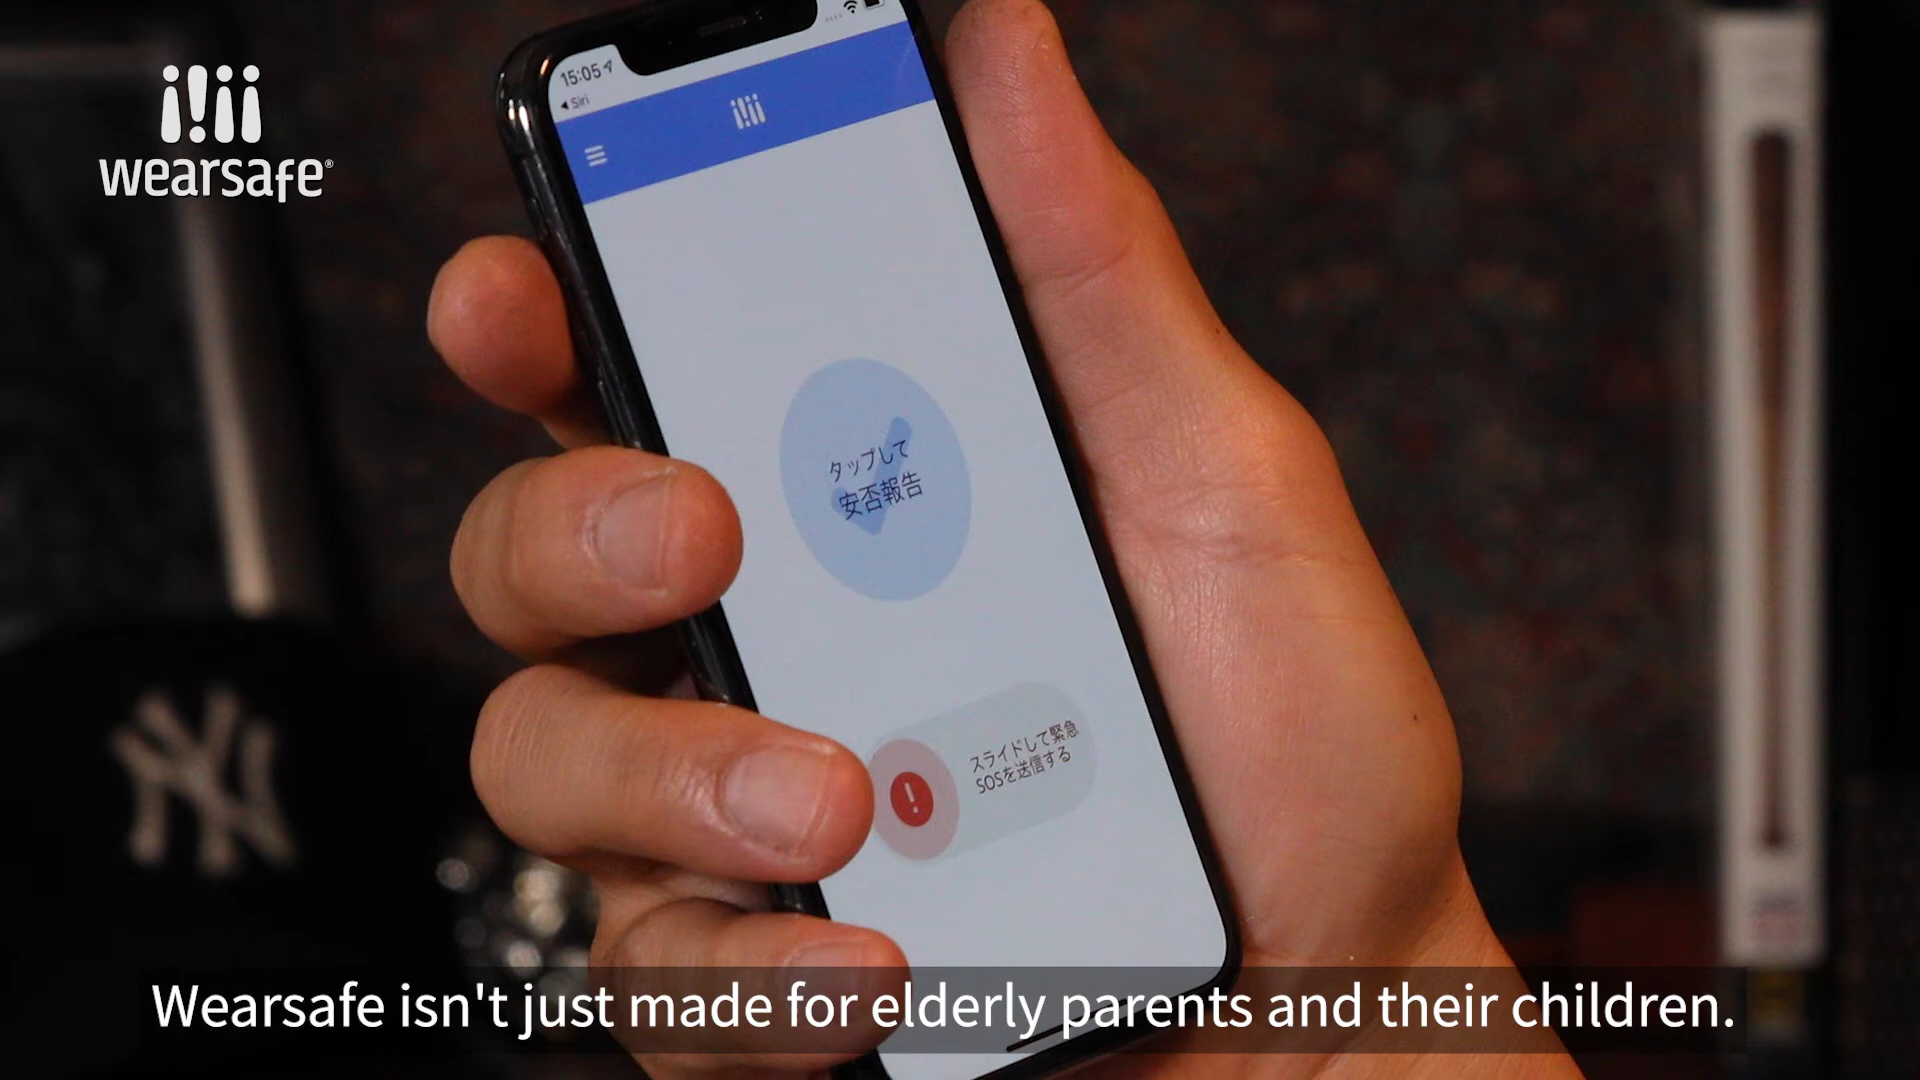 wearsafe®
15:05
Siri
タップして
安否報告
スライドして緊急
SOSを送信する
NY
Wearsafe isn't just made for elderly parents and their children.